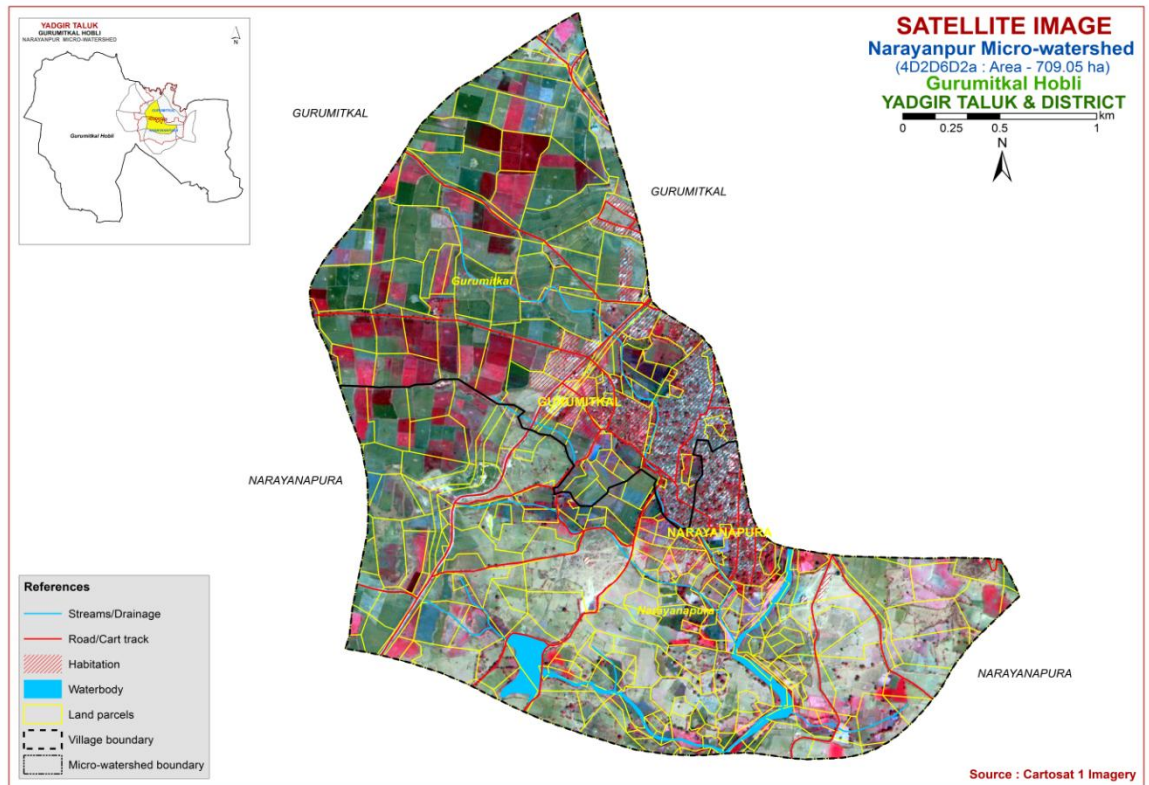 YADGIR TALUK
GURUMITKAL HOBLI
NARAYANPUR MICRO-WATERSHED
N
Gurumitkal Hobli
SATELLITE IMAGE
Narayanpur Micro-watershed
(4D2D6D2a : Area - 709.05 ha)
Gurumitkal Hobli
YADGIR TALUK & DISTRICT
km
0 0.25 0.5 1
N
GURUMITKAL
GURUMITKAL
Gurumitkal
GURUMITKAL
NARAYANAPURA
NARAYANAPURA
Narayanapura
NARAYANAPURA
References
Streams/Drainage
Road/Cart track
Habitation
Waterbody
Land parcels
Village boundary
Micro-watershed boundary
Source : Cartosat 1 Imagery